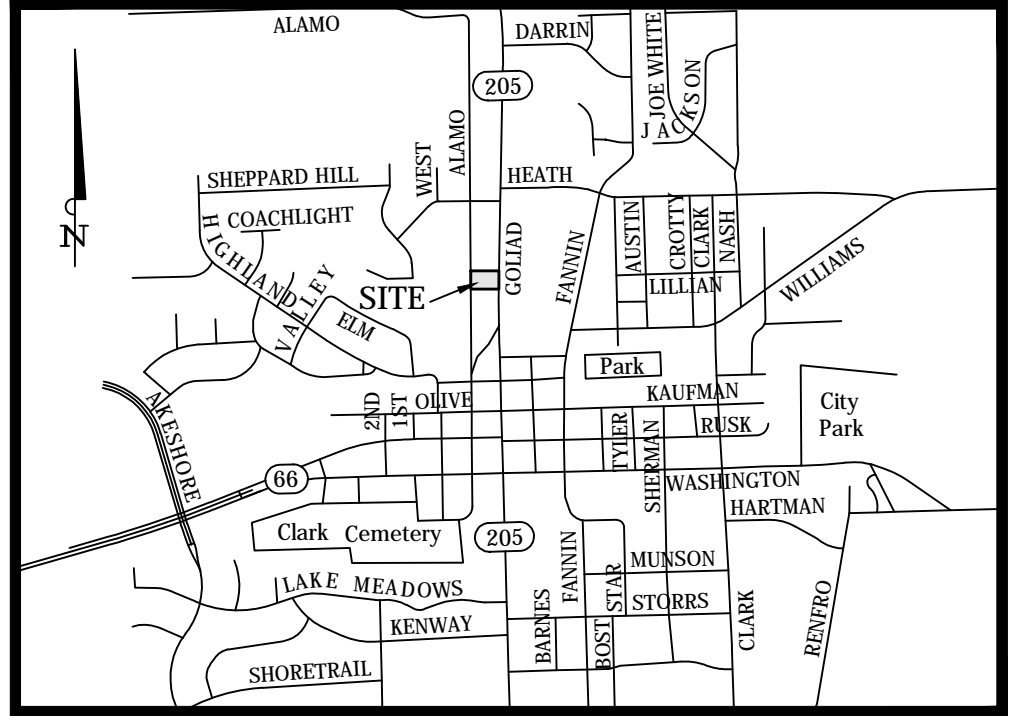 ALAMO
DARRIN
JOE WHITE
JACKSON
205
ALAMO
WEST
HEATH
SHEPPARD HILL
COACHLIGHT
HIGHLAND
N
AUSTIN
CROTTY
CLARK
NASH
GOLIAD
FANNIN
LILLIAN
WILLIAMS
SITE
VALLEY
ELM
Park
KAUFMAN
2ND
1ST
OLIVE
City
Park
AKESHORE
TYLER
SHERMAN
RUSK
66
WASHINGTON
HARTMAN
Clark Cemetery
205
FANNIN
MUNSON
LAKE MEADOWS
STAR
BOST
STORRS
BARNES
KENWAY
CLARK
RENFRO
SHORETRAIL